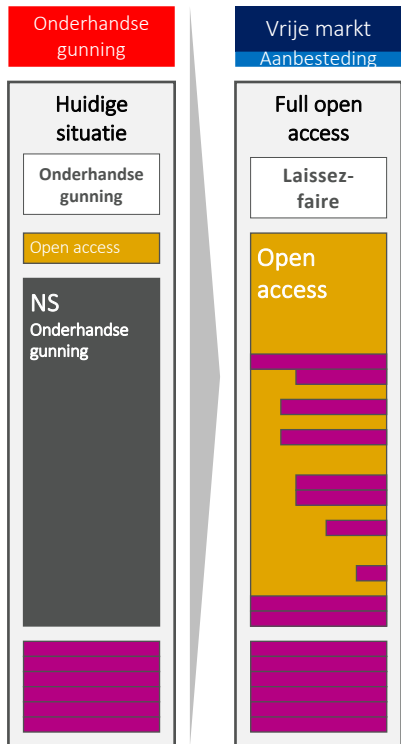 Onderhandse
gunning
Vrije markt
Aanbesteding
Huidige
situatie
Onderhandse
gunning
Open access
NS
Onderhandse
gunning
Full open
access
Laissez-
faire
Open
access